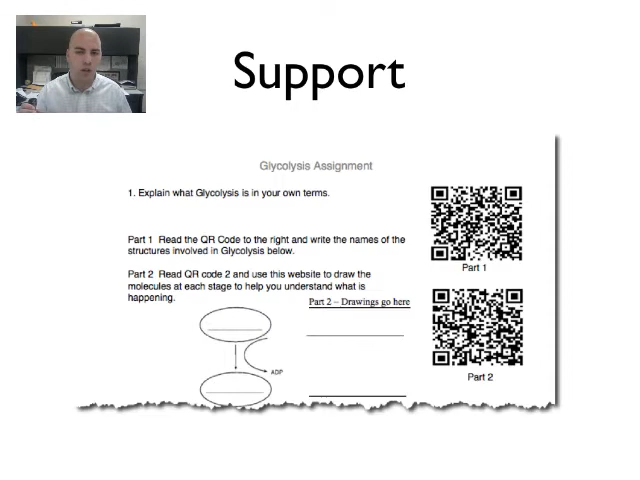 Support
Glycolysis Assignment
1. Explain what Glycolysis is in your own terms.
Part 1 Read the QR Code to the right and write the names of the
structures involved in Glycolysis below.
Part 1
Part 2 Read QR code 2 and use this website to draw the
molecules at each stage to help you understand what is
happening.
Part 2 – Drawings go here
ADP
Part 2